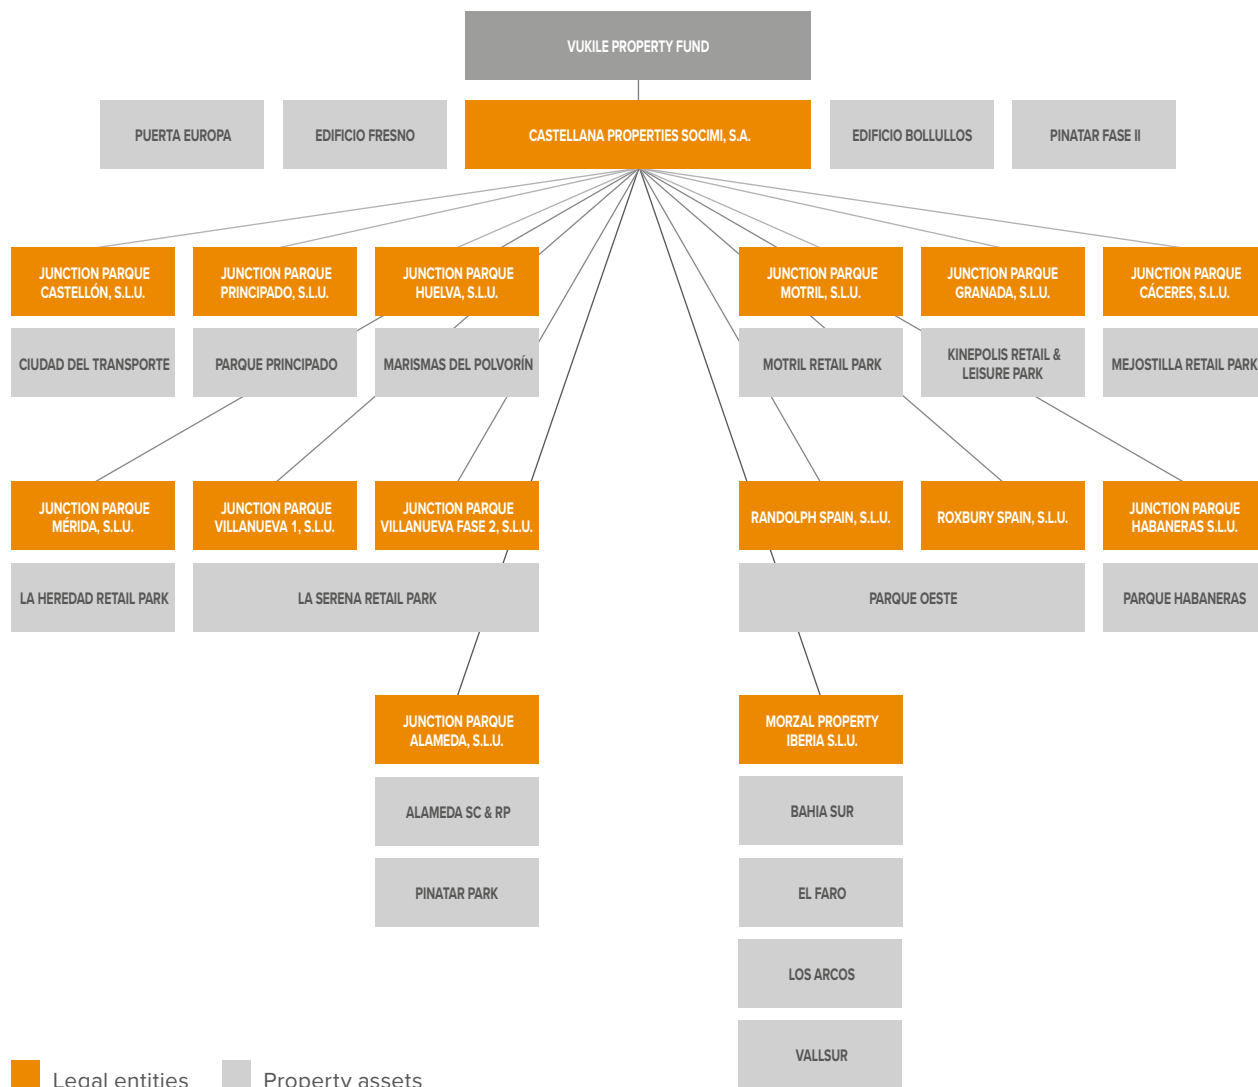 VUKILE PROPERTY FUND
PUERTA EUROPA
EDIFICIO FRESNO
CASTELLANA PROPERTIES SOCIMI, S.A.
EDIFICIO BOLLULLOS
PINATAR FASE II
JUNCTION PARQUE
CASTELLÓN, S.L.U.
JUNCTION PARQUE
PRINCIPADO, S.L.U.
JUNCTION PARQUE
HUELVA, S.L.U.
JUNCTION PARQUE
MOTRIL, S.L.U.
JUNCTION PARQUE
GRANADA, S.L.U.
JUNCTION PARQUE
CÁCERES, S.L.U.
CIUDAD DEL TRANSPORTE
PARQUE PRINCIPADO
MARISMAS DEL POLVORÍN
MOTRIL RETAIL PARK
KINEPOLIS RETAIL &
LEISURE PARK
MEJOSTILLA RETAIL PARK
JUNCTION PARQUE
MÉRIDA, S.L.U.
JUNCTION PARQUE
VILLANUEVA 1, S.L.U.
JUNCTION PARQUE
VILLANUEVA FASE 2, S.L.U.
RANDOLPH SPAIN, S.L.U.
ROXBURY SPAIN, S.L.U.
JUNCTION PARQUE
HABANERAS S.L.U.
LA HEREDAD RETAIL PARK
LA SERENA RETAIL PARK
PARQUE OESTE
PARQUE HABANERAS
JUNCTION PARQUE
ALAMEDA, S.L.U.
MORZAL PROPERTY
IBERIA S.L.U.
ALAMEDA SC & RP
BAHIA SUR
PINATAR PARK
EL FARO
LOS ARCOS
VALLSUR
Legal entities
Property assets